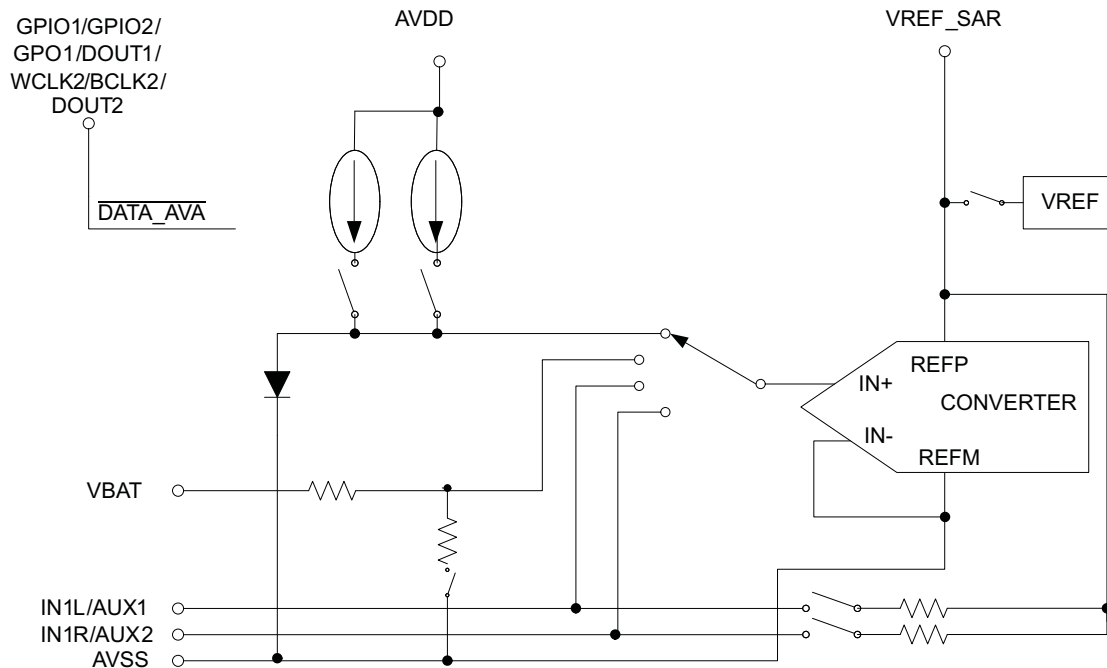 GPIO1/GPIO2/
GPO1/DOUT1/
WCLK2/BCLK2/
DOUT2
AVDD
VREF_SAR
DATA_AVA
VREF
REFP
IN+
CONVERTER
IN-
REFM
VBAT
IN1L/AUX1
IN1R/AUX2
AVSS